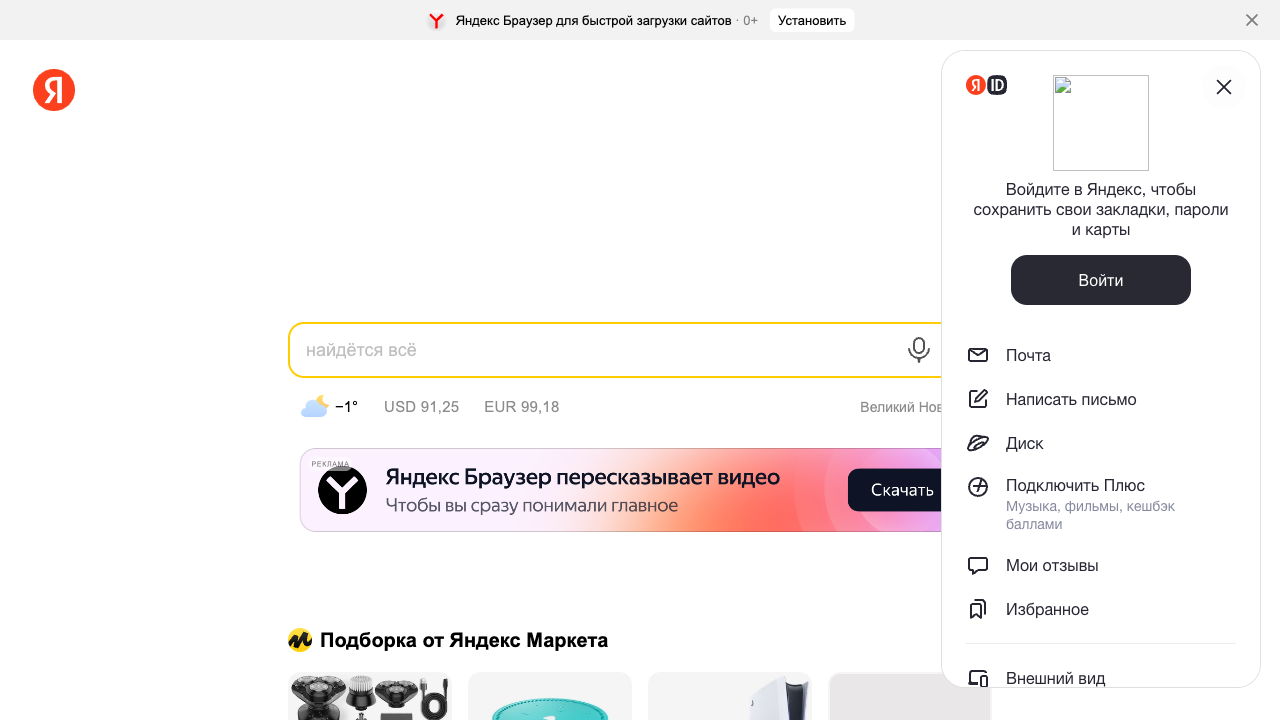 Яндекс Браузер для быстрой загрузки сайтов · 0+
Установить
Я
Я ID
Войдите в Яндекс, чтобы
сохранить свои закладки, пароли
и карты
Войти
найдётся всё
−1°
USD 91,25
EUR 99,18
Великий Нов
РЕКЛАМА
Яндекс Браузер пересказывает видео
Чтобы вы сразу понимали главное
Скачать
Почта
Написать письмо
Диск
Подключить Плюс
Музыка, фильмы, кешбэк
баллами
Мои отзывы
Избранное
Внешний вид
Подборка от Яндекс Маркета